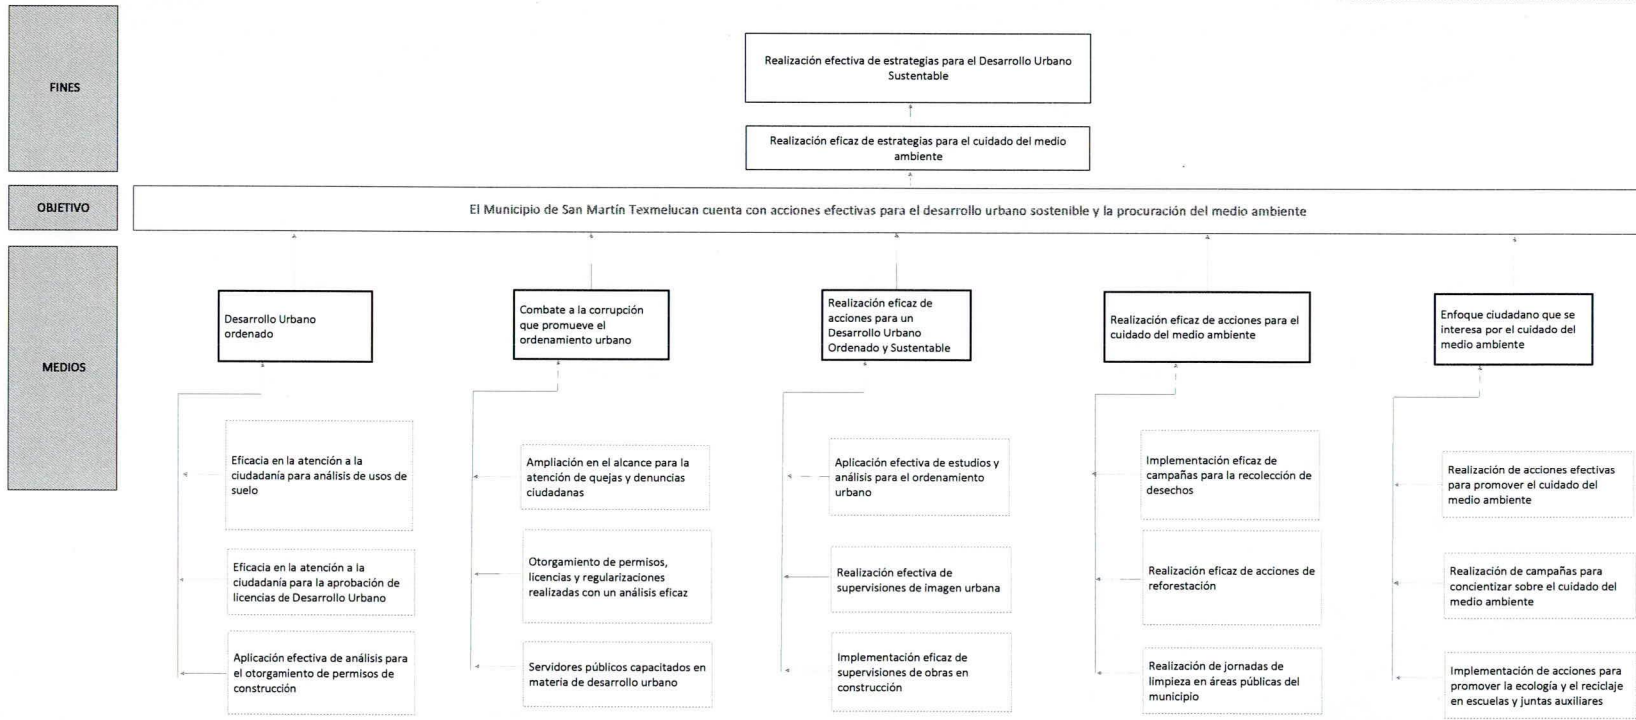 FINES
Realización efectiva de estrategias para el Desarrollo Urbano
Sustentable
Realización eficaz de estrategias para el cuidado del medio
ambiente
OBJETIVO
El Municipio de San Martín Texmelucan cuenta con acciones efectivas para el desarrollo urbano sostenible y la procuración del medio ambiente
MEDIOS
Desarrollo Urbano
ordenado
Combate a la corrupción
que promueve el
ordenamiento urbano
Realización eficaz de
acciones para un
Desarrollo Urbano
Ordenado y Sustentable
Realización eficaz de acciones para el
cuidado del medio ambiente
Enfoque ciudadano que se
interesa por el cuidado del
medio ambiente
Eficacia en la atención a la
ciudadanía para análisis de usos de
suelo
Ampliación en el alcance para la
atención de quejas y denuncias
ciudadanas
Aplicación efectiva de estudios y
análisis para el ordenamiento
urbano
Implementación eficaz de
campañas para la recolección de
desechos
Realización de acciones efectivas
para promover el cuidado del
medio ambiente
Eficacia en la atención a la
ciudadanía para la aprobación de
licencias de Desarrollo Urbano
Otorgamiento de permisos,
licencias y regularizaciones
realizadas con un análisis eficaz
Realización efectiva de
supervisiones de imagen urbana
Realización eficaz de acciones de
reforestación
Realización de campañas para
concientizar sobre el cuidado del
medio ambiente
Aplicación efectiva de análisis para
el otorgamiento de permisos de
construcción
Servidores públicos capacitados en
materia de desarrollo urbano
Implementación eficaz de
supervisiones de obras en
construcción
Realización de jornadas de
limpieza en áreas públicas del
municipio
Implementación de acciones para
promover la ecología y el reciclaje
en escuelas y juntas auxiliares